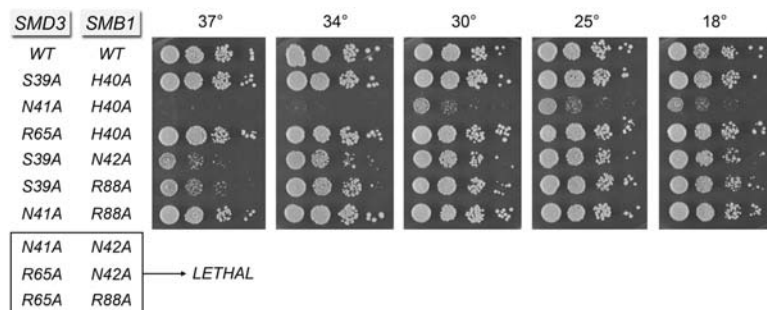 SMD3 SMB1 37° 34° 30° 25° 18°
WT WT
S39A H40A
N41A H40A
R65A H40A
S39A N42A
S39A R88A
N41A R88A
N41A N42A
R65A N42A LETHAL
R65A R88A